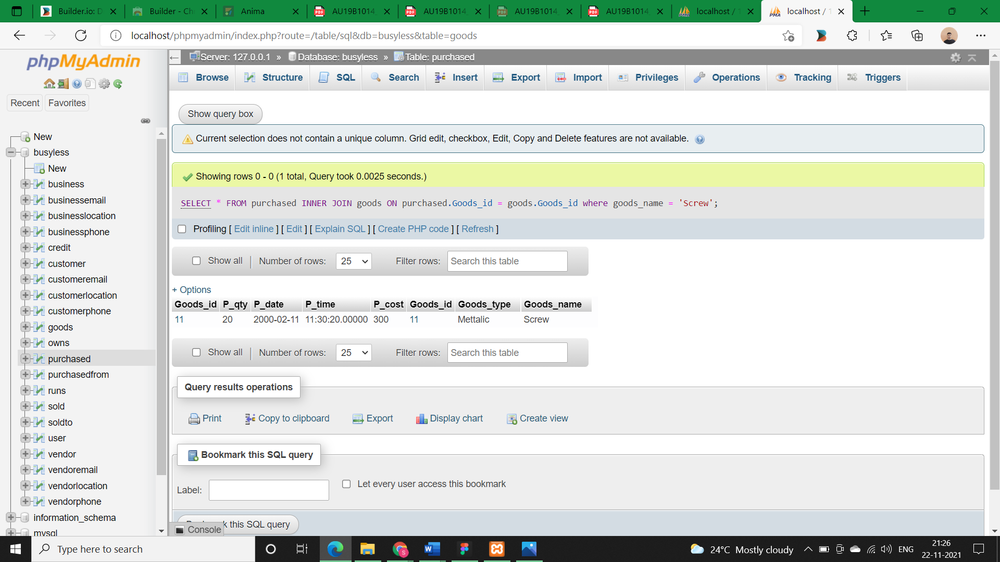 Builder.io: D
Builder - Ch
Anima
AU19B1014_
AU19B1014_
AU19B1014_
AU19B1014_
localhost / 1
localhost / 1
localhost/phpmyadmin/index.php?route=/table/sql&db=busyless&table=goods
phpMyAdmin
Recent
Favorites
New
busyless
New
business
businessemail
businesslocation
businessphone
credit
customer
customeremail
customerlocation
customerphone
goods
owns
purchased
purchasedfrom
runs
sold
soldto
user
vendor
vendoremail
vendorlocation
vendorphone
information_schema
mysql
Server: 127.0.0.1 » Database: busyless » Table: purchased
Browse
Structure
SQL
Search
Insert
Export
Import
Privileges
Operations
Tracking
Triggers
Show query box
Current selection does not contain a unique column. Grid edit, checkbox, Edit, Copy and Delete features are not available.
Showing rows 0 - 0 (1 total, Query took 0.0025 seconds.)
SELECT * FROM purchased INNER JOIN goods ON purchased.Goods_id = goods.Goods_id where goods_name = 'Screw';
Profiling [ Edit inline ] [ Edit ] [ Explain SQL ] [ Create PHP code ] [ Refresh ]
Show all | Number of rows: 25 Filter rows: Search this table
+ Options
Goods_id P_qty P_date P_time P_cost Goods_id Goods_type Goods_name
11 20 2000-02-11 11:30:20.00000 300 11 Mettalic Screw
Show all | Number of rows: 25 Filter rows: Search this table
Query results operations
Print
Copy to clipboard
Export
Display chart
Create view
Bookmark this SQL query
Label:
Let every user access this bookmark
k this SQL query
Console
Type here to search
24°C Mostly cloudy
ENG
21:26
22-11-2021